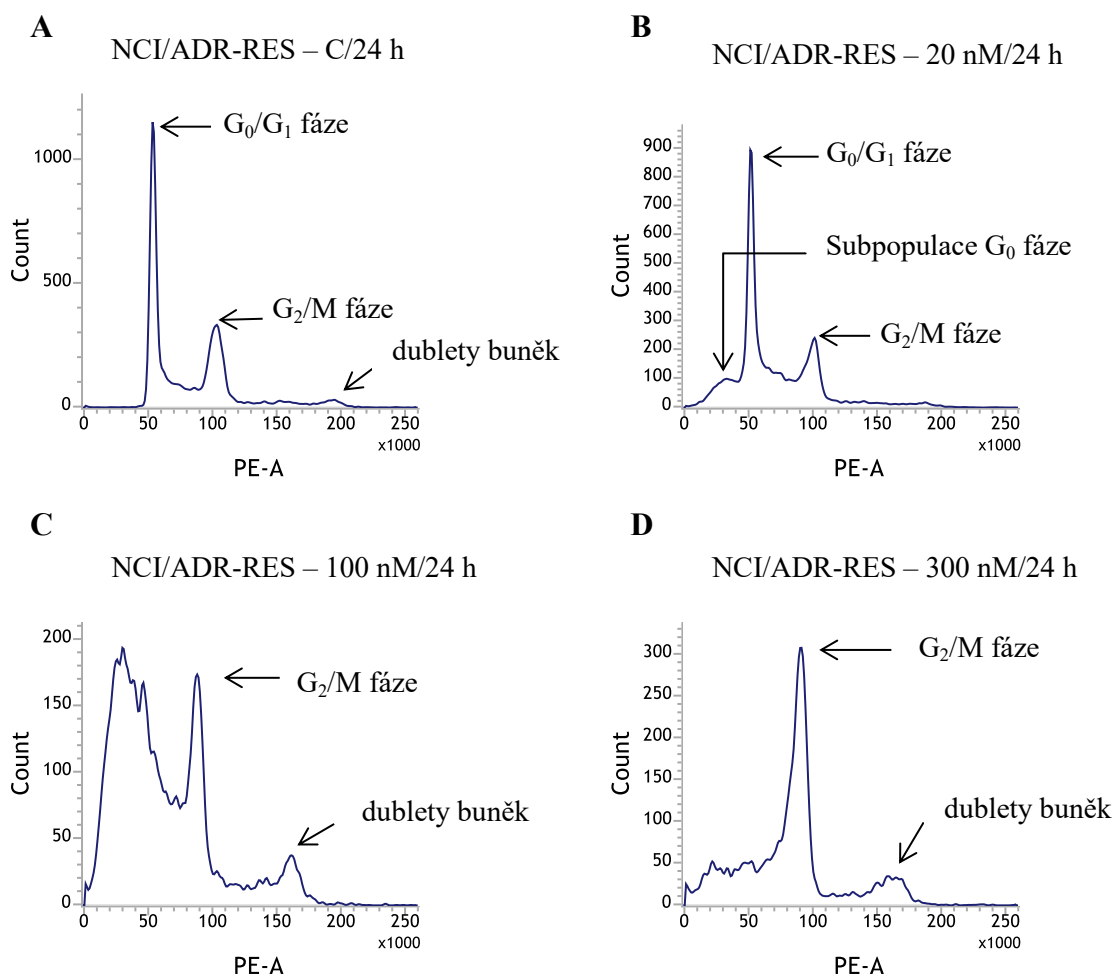 A
NCI/ADR-RES – C/24 h
G₀/G₁ fáze
G₂/M fáze
dublety buněk
1000
500
0
Count
0 50 100 150 200 250
x1000
PE-A
B
NCI/ADR-RES – 20 nM/24 h
G₀/G₁ fáze
Subpopulace G₀ fáze
G₂/M fáze
900
800
700
600
500
400
300
200
100
0
Count
0 50 100 150 200 250
x1000
PE-A
C
NCI/ADR-RES – 100 nM/24 h
G₂/M fáze
dublety buněk
200
150
100
50
0
Count
0 50 100 150 200 250
x1000
PE-A
D
NCI/ADR-RES – 300 nM/24 h
G₂/M fáze
dublety buněk
300
250
200
150
100
50
0
Count
0 50 100 150 200 250
x1000
PE-A